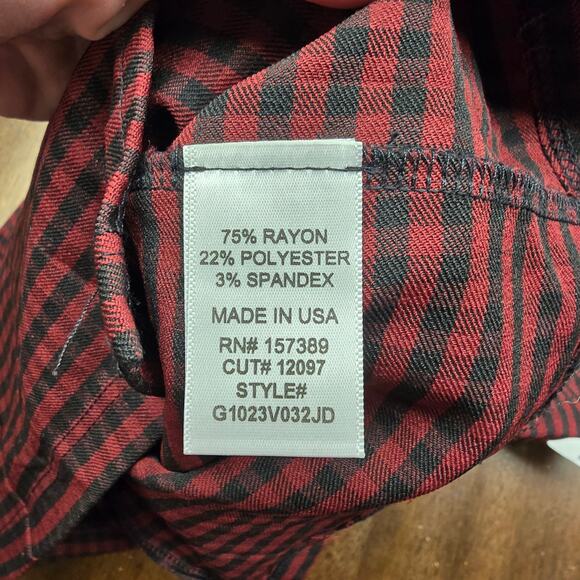 75% RAYON
22% POLYESTER
3% SPANDEX
MADE IN USA
RN# 157389
CUT# 12097
STYLE#
G1023V032JD